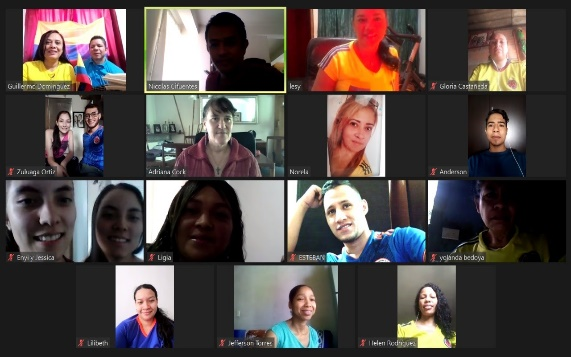 Guillermo Dominguez
Nicolas Cifuentes
lesy
Gloria Castañeda
Zuluaga Ortiz
Adriana Cock
Norela
Anderson
Enyi y Jessica
Ligia
ESTEBAN
yolanda bedoya
Lilibeth
Jefferson Torres
Helen Rodriguez